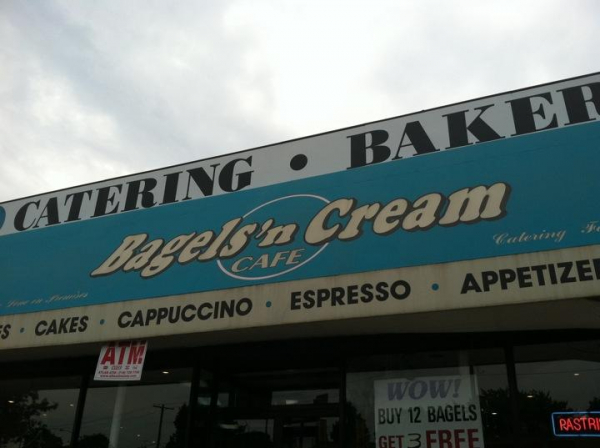 CATERING • BAKER
Bagels 'n Cream
CAFE
Catering
ES • CAKES • CAPPUCCINO • ESPRESSO • APPETIZE
ATM
WOW!
BUY 12 BAGELS
GET 3 FREE
RASTRI